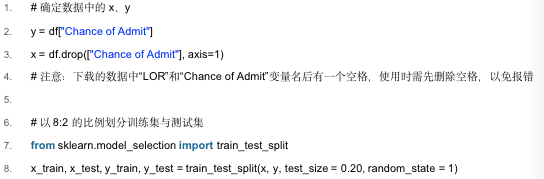 1. # 确定数据中的 x、y
2. y = df["Chance of Admit"]
3. x = df.drop(["Chance of Admit"], axis=1)
4. # 注意：下载的数据中“LOR”和“Chance of Admit”变量名后有一个空格，使用时需先删除空格，以免报错
5.
6. # 以 8:2 的比例划分训练集与测试集
7. from sklearn.model_selection import train_test_split
8. x_train, x_test, y_train, y_test = train_test_split(x, y, test_size = 0.20, random_state = 1)